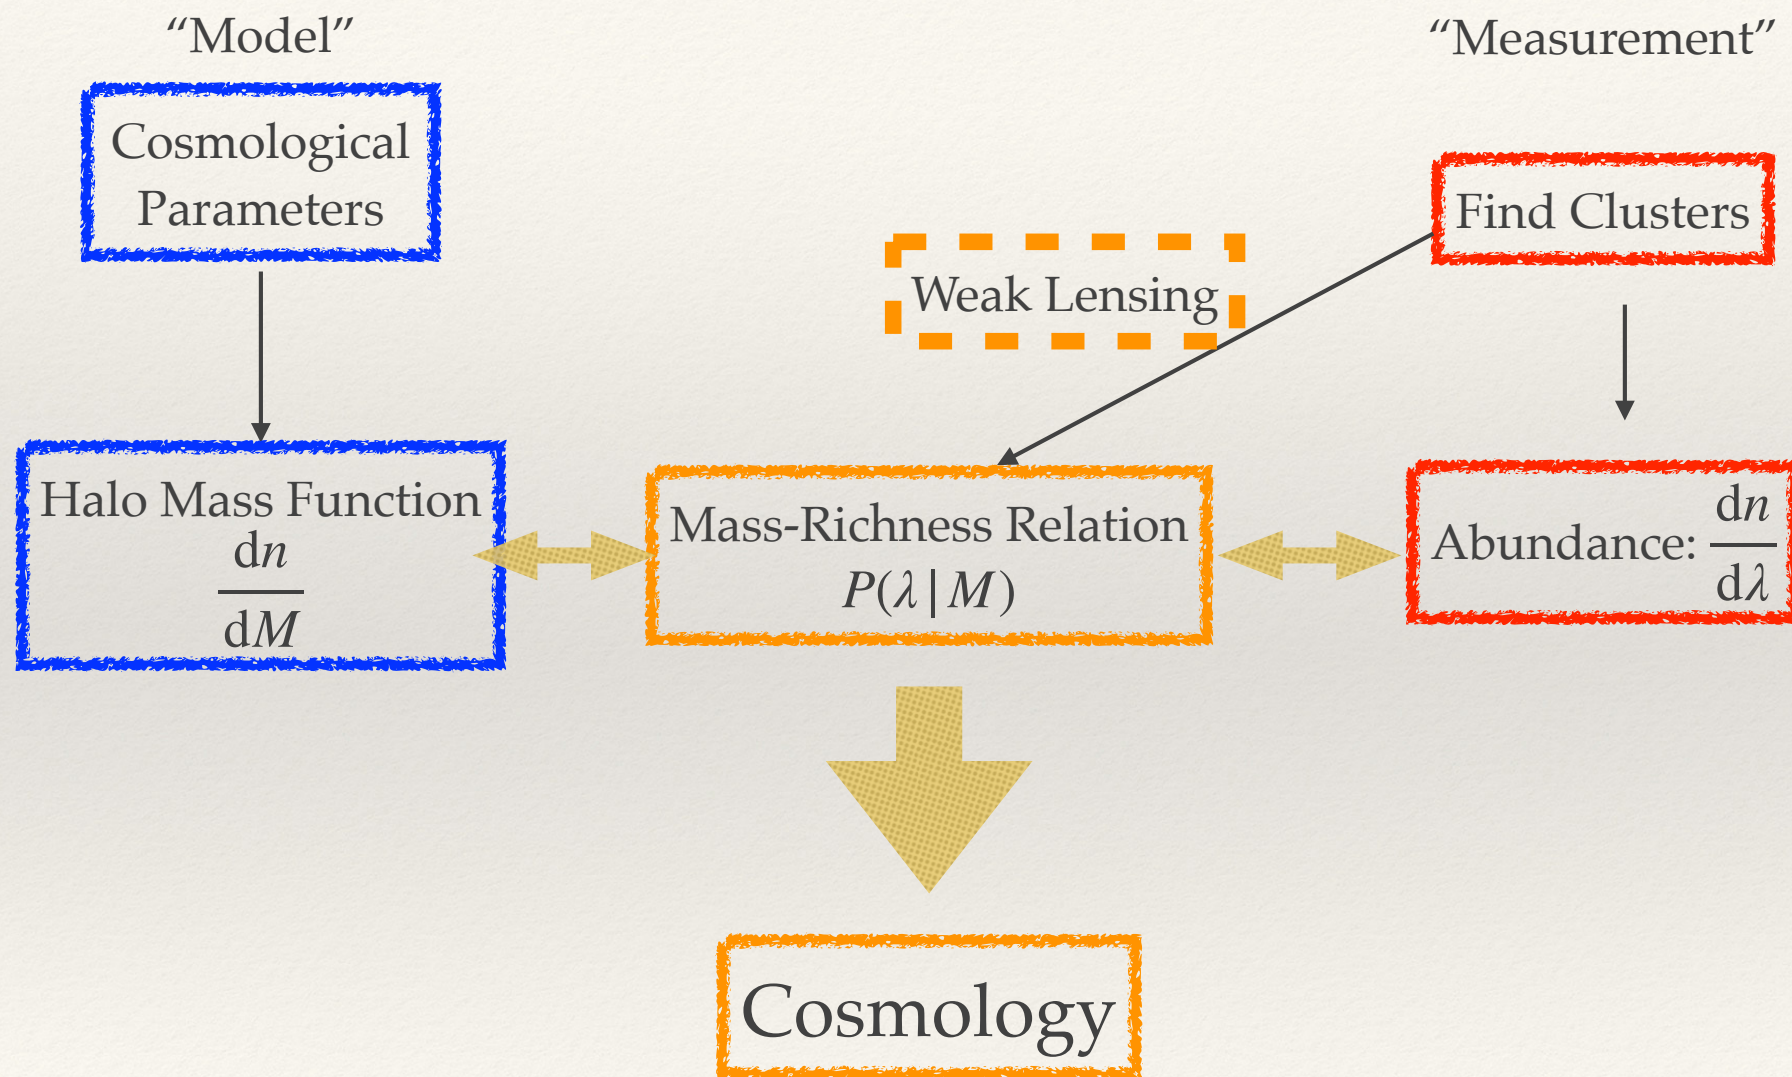 “Model”
“Measurement”
Cosmological
Parameters
Find Clusters
Weak Lensing
Halo Mass Function
dn
dM
Mass-Richness Relation
P(λ | M)
Abundance: dn
dλ
Cosmology